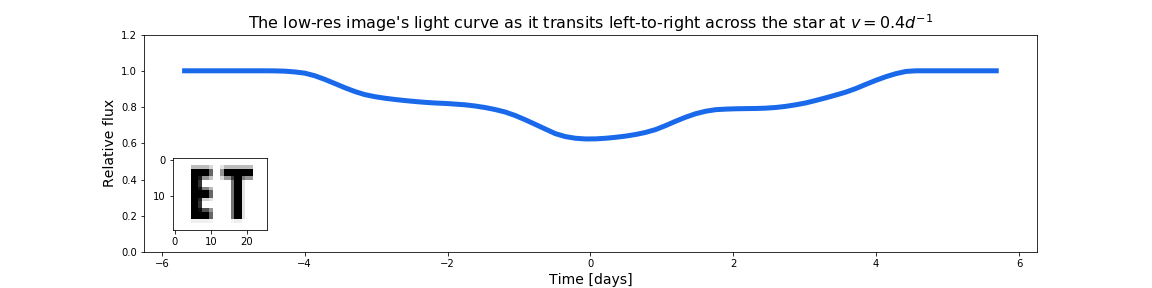 The low-res image's light curve as it transits left-to-right across the star at v = 0.4d⁻¹
1.2
1.0
0.8
0.6
0.4
0.2
0.0
Relative flux
0
10
ET
0 10 20
−6 −4 −2 0 2 4 6
Time [days]